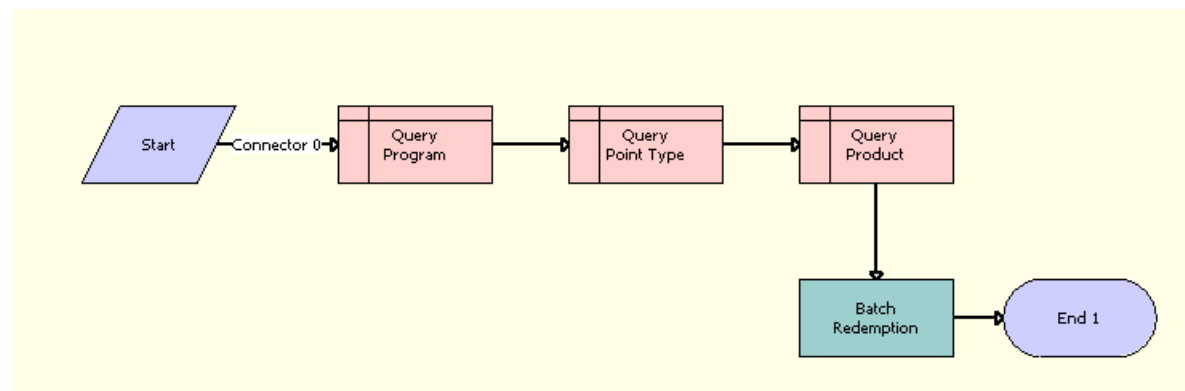 Start
Connector 0
Query
Program
Query
Point Type
Query
Product
Batch
Redemption
End 1